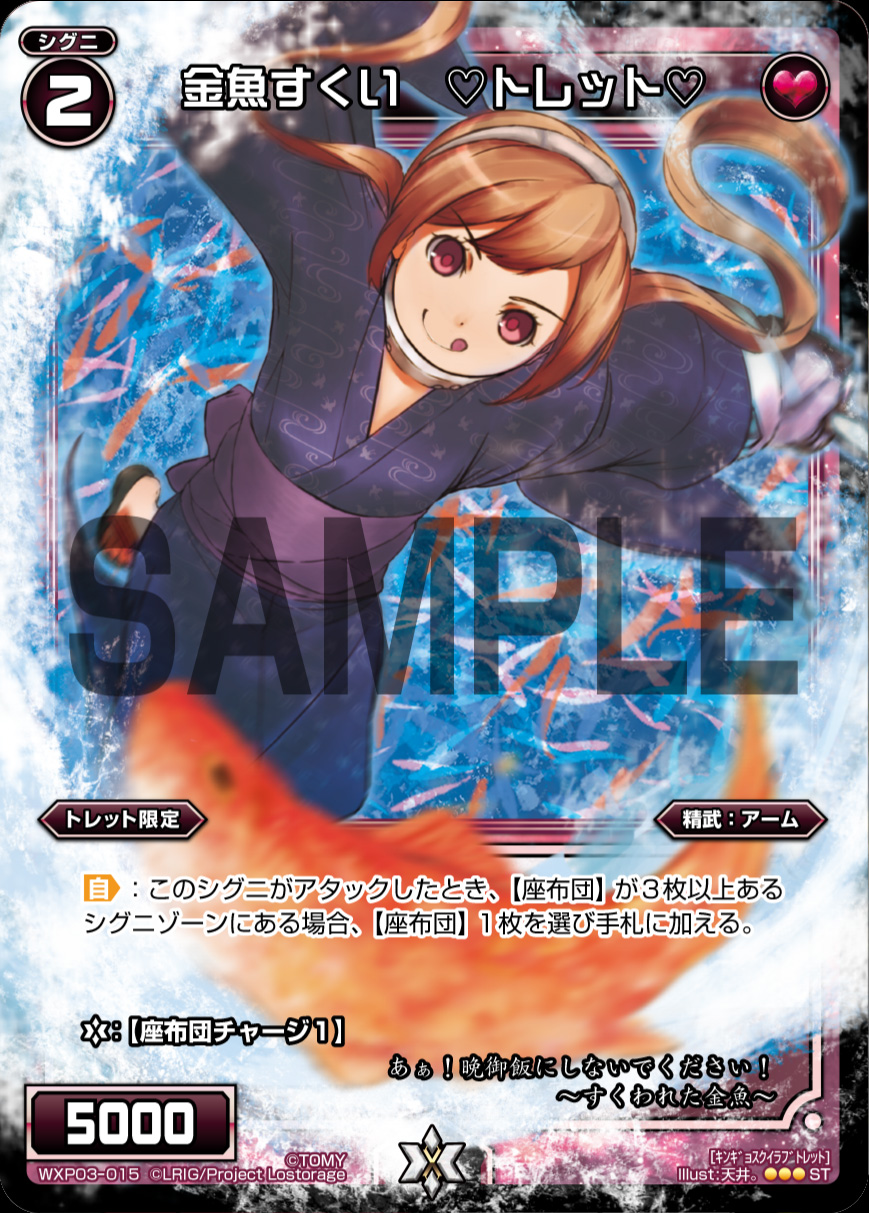 シグニ
2
金魚すくい ♡トレット♡
SAMPLE
トレット限定
精武：アーム
自：このシグニがアタックしたとき、【座布団】が３枚以上ある
シグニゾーンにある場合、【座布団】１枚を選び手札に加える。
：【座布団チャージ１】
あぁ！晩御飯にしないでください！
～すくわれた金魚～
5000
©TOMY
WXP03-015 ©LRIG/Project Lostorage
[キンギョスクイラブトレット]
Illust:天井。 ST